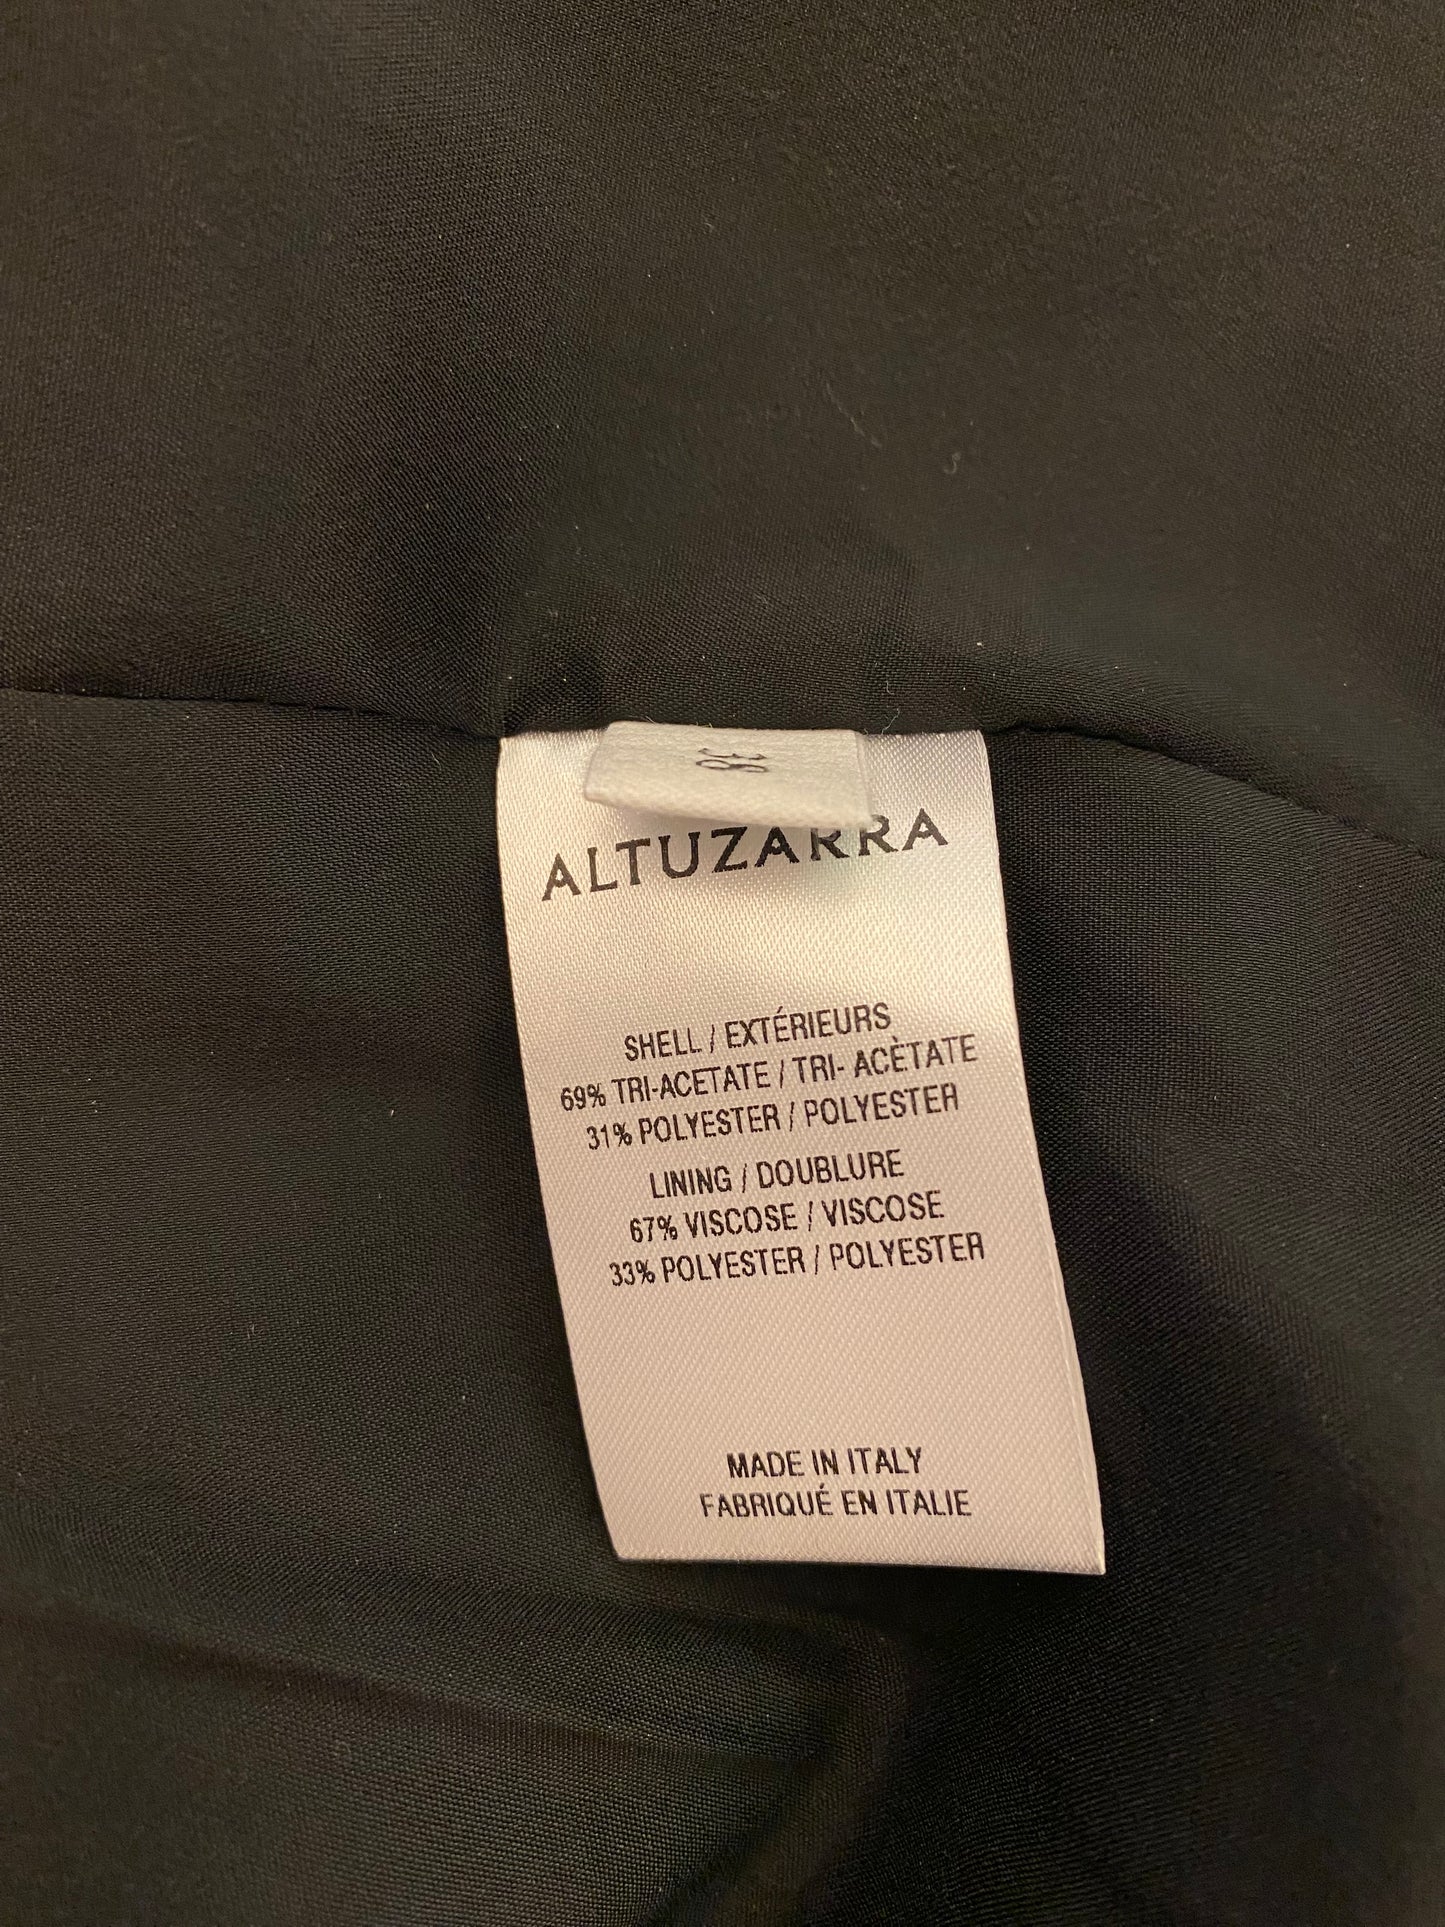 38
ALTUZARRA
SHELL / EXTÉRIEURS
69% TRI-ACETATE / TRI- ACÈTATE
31% POLYESTER / POLYESTER
LINING / DOUBLURE
67% VISCOSE / VISCOSE
33% POLYESTER / POLYESTER
MADE IN ITALY
FABRIQUÉ EN ITALIE